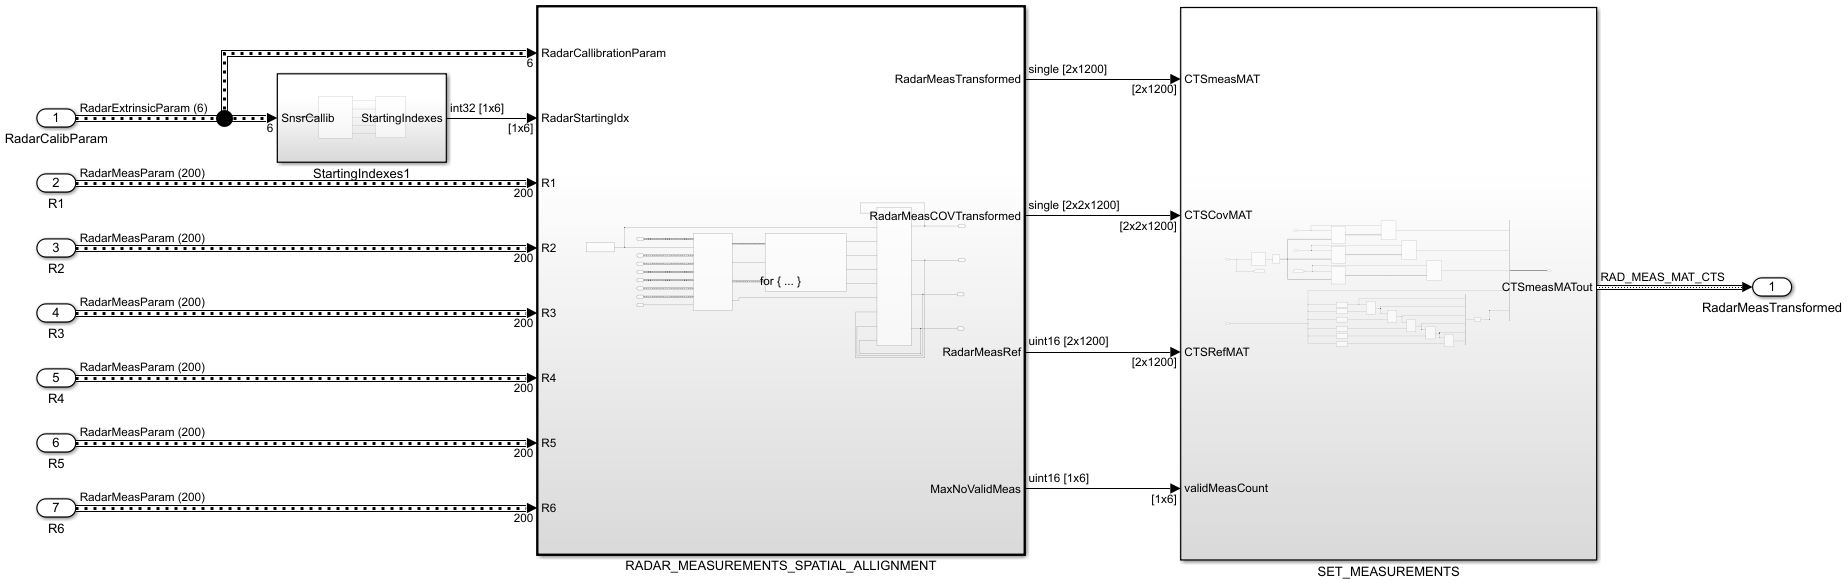 1
RadarCalibParam
RadarExtrinsicParam (6)
6
SnsrCallib
StartingIndexes
StartingIndexes1
int32 [1x6]
[1x6]
6
2
R1
RadarMeasParam (200)
200
3
R2
RadarMeasParam (200)
200
4
R3
RadarMeasParam (200)
200
5
R4
RadarMeasParam (200)
200
6
R5
RadarMeasParam (200)
200
7
R6
RadarMeasParam (200)
200
RadarCallibrationParam
RadarStartingIdx
R1
R2
R3
R4
R5
R6
for { ... }
RadarMeasTransformed
RadarMeasCOVTransformed
RadarMeasRef
MaxNoValidMeas
RADAR_MEASUREMENTS_SPATIAL_ALLIGNMENT
single [2x1200]
[2x1200]
single [2x2x1200]
[2x2x1200]
uint16 [2x1200]
[2x1200]
uint16 [1x6]
[1x6]
CTSmeasMAT
CTSCovMAT
CTSRefMAT
validMeasCount
CTSmeasMATout
SET_MEASUREMENTS
RAD_MEAS_MAT_CTS
1
RadarMeasTransformed